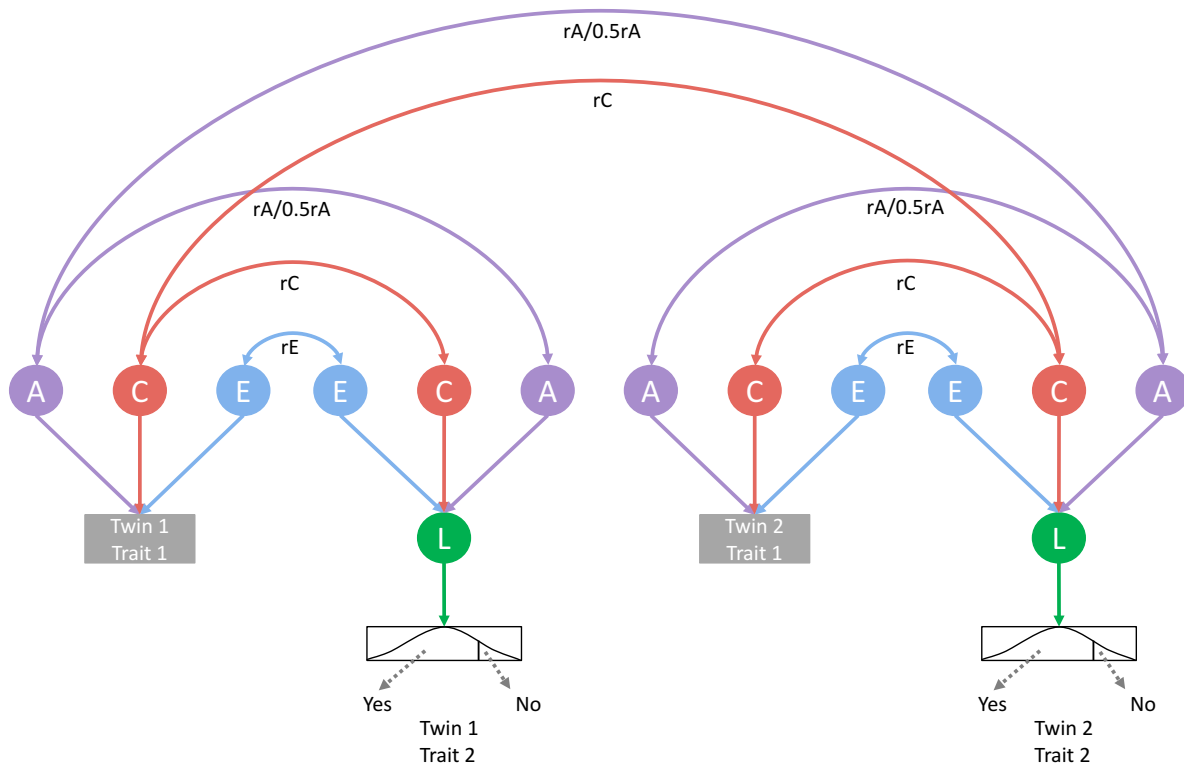 rA/0.5rA
rC
rA/0.5rA
rA/0.5rA
rC
rC
rE
rE
A
C
E
E
C
A
A
C
E
E
C
A
Twin 1
Trait 1
L
Twin 2
Trait 1
L
Yes
No
Twin 1
Trait 2
Yes
No
Twin 2
Trait 2